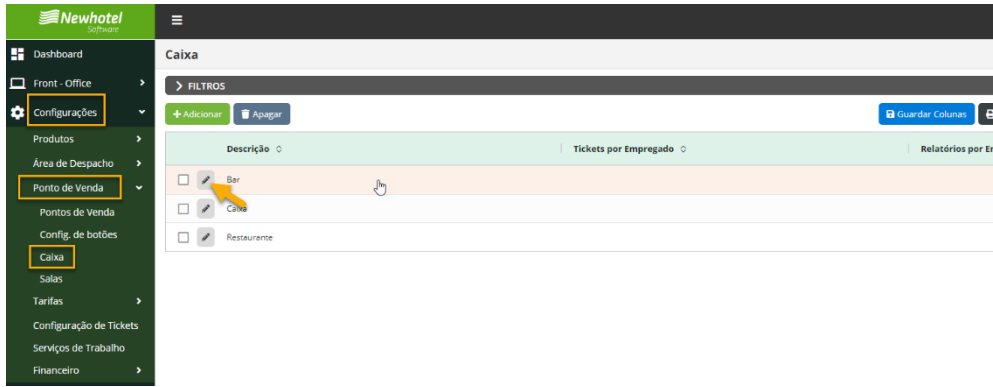 Newhotel
Software
Dashboard
Front - Office
Configurações
Produtos
Área de Despacho
Ponto de Venda
Pontos de Venda
Config. de botões
Caixa
Salas
Tarifas
Configuração de Tickets
Serviços de Trabalho
Financeiro
Caixa
FILTROS
Adicionar Apagar Guardar Colunas
Descrição Tickets por Empregado Relatórios por
Bar
Caixa
Restaurante